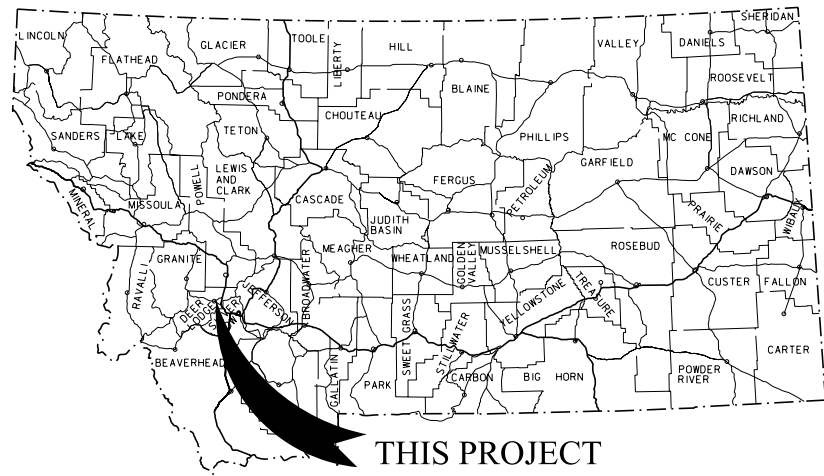 LINCOLN
FLATHEAD
GLACIER
TOOLE
LIBERTY
HILL
BLAINE
VALLEY
DANIELS
SHERIDAN
ROOSEVELT
PONDERA
CHOUTEAU
PHILLIPS
RICHLAND
MC CONE
SANDERS
LAKE
TETON
GARFIELD
DAWSON
POWELL
LEWIS
AND
CLARK
CASCADE
FERGUS
PETROLEUM
MINERAL
MISSOULA
JUDITH
BASIN
PRAIRIE
WIBAUX
MEAGHER
WHEATLAND
GOLDEN
VALLEY
MUSSELSHELL
ROSEBUD
GRANITE
RAVALLI
BROADWATER
JEFFERSON
DEER
LODGE
SILVER
YELLOWSTONE
TREASURE
CUSTER
FALLON
BEAVERHEAD
GALLATIN
PARK
SWEET GRASS
STILLWATER
CARBON
BIG HORN
POWDER
RIVER
CARTER
THIS PROJECT